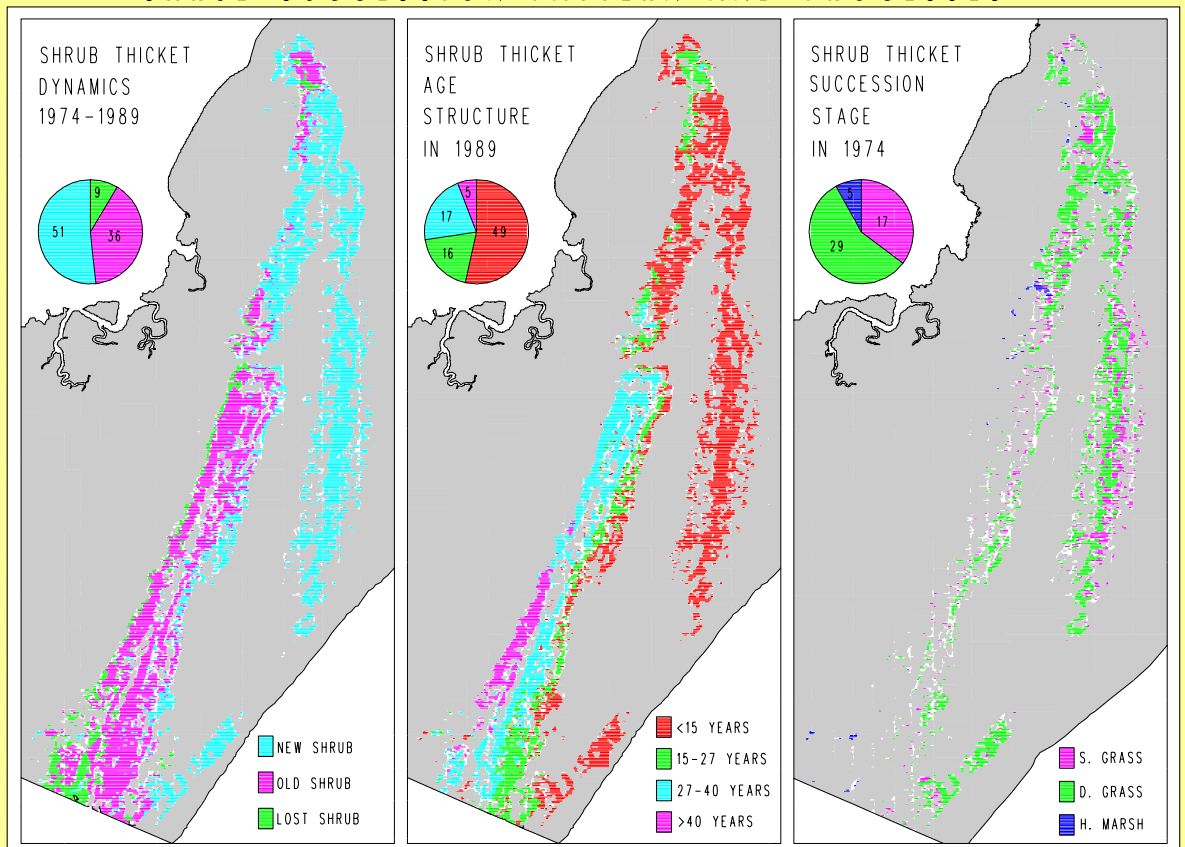 SHRUB THICKET
DYNAMICS
1974-1989
9
51
36
NEW SHRUB
OLD SHRUB
LOST SHRUB
SHRUB THICKET
AGE
STRUCTURE
IN 1989
5
17
49
16
<15 YEARS
15-27 YEARS
27-40 YEARS
>40 YEARS
SHRUB THICKET
SUCCESSION
STAGE
IN 1974
5
17
29
S. GRASS
D. GRASS
H. MARSH